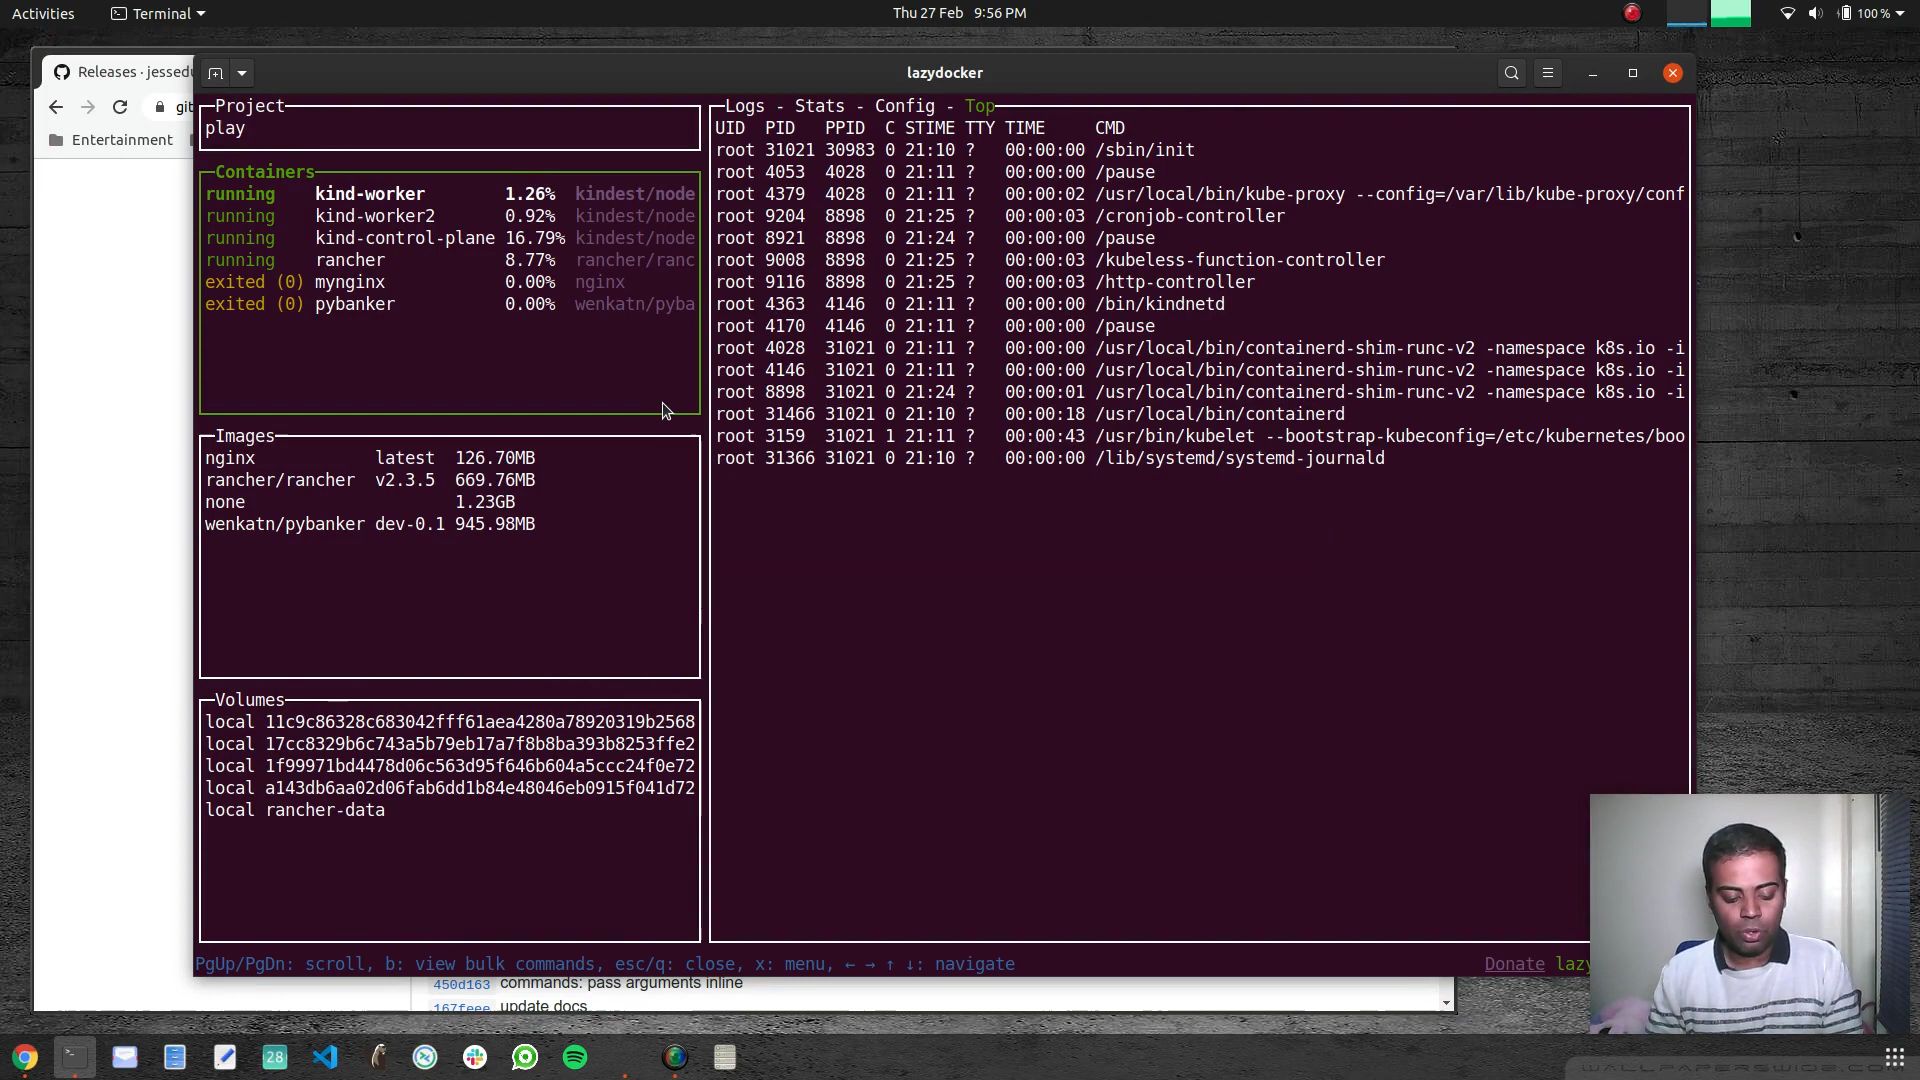 Activities
Terminal
Thu 27 Feb 9:56 PM
100 %
Releases · jessedu
git
Entertainment
lazydocker
Project
play
Containers
running kind-worker 1.26% kindest/node
running kind-worker2 0.92% kindest/node
running kind-control-plane 16.79% kindest/node
running rancher 8.77% rancher/ranc
exited (0) mynginx 0.00% nginx
exited (0) pybanker 0.00% wenkatn/pyba
Images
nginx latest 126.70MB
rancher/rancher v2.3.5 669.76MB
none 1.23GB
wenkatn/pybanker dev-0.1 945.98MB
Volumes
local 11c9c86328c683042fff61aea4280a78920319b2568
local 17cc8329b6c743a5b79eb17a7f8b8ba393b8253ffe2
local 1f99971bd4478d06c563d95f646b604a5ccc24f0e72
local a143db6aa02d06fab6dd1b84e48046eb0915f041d72
local rancher-data
Logs - Stats - Config - Top
UID PID PPID C STIME TTY TIME CMD
root 31021 30983 0 21:10 ? 00:00:00 /sbin/init
root 4053 4028 0 21:11 ? 00:00:00 /pause
root 4379 4028 0 21:11 ? 00:00:02 /usr/local/bin/kube-proxy --config=/var/lib/kube-proxy/conf
root 9204 8898 0 21:25 ? 00:00:03 /cronjob-controller
root 8921 8898 0 21:24 ? 00:00:00 /pause
root 9008 8898 0 21:25 ? 00:00:03 /kubeless-function-controller
root 9116 8898 0 21:25 ? 00:00:03 /http-controller
root 4363 4146 0 21:11 ? 00:00:00 /bin/kindnetd
root 4170 4146 0 21:11 ? 00:00:00 /pause
root 4028 31021 0 21:11 ? 00:00:00 /usr/local/bin/containerd-shim-runc-v2 -namespace k8s.io -i
root 4146 31021 0 21:11 ? 00:00:00 /usr/local/bin/containerd-shim-runc-v2 -namespace k8s.io -i
root 8898 31021 0 21:24 ? 00:00:01 /usr/local/bin/containerd-shim-runc-v2 -namespace k8s.io -i
root 31466 31021 0 21:10 ? 00:00:18 /usr/local/bin/containerd
root 3159 31021 1 21:11 ? 00:00:43 /usr/bin/kubelet --bootstrap-kubeconfig=/etc/kubernetes/boo
root 31366 31021 0 21:10 ? 00:00:00 /lib/systemd/systemd-journald
PgUp/PgDn: scroll, b: view bulk commands, esc/q: close, x: menu, ← → ↑ ↓: navigate
Donate lazy
450d163 commands: pass arguments inline
167feee update docs
28
WALLPAPERSWIDE.COM